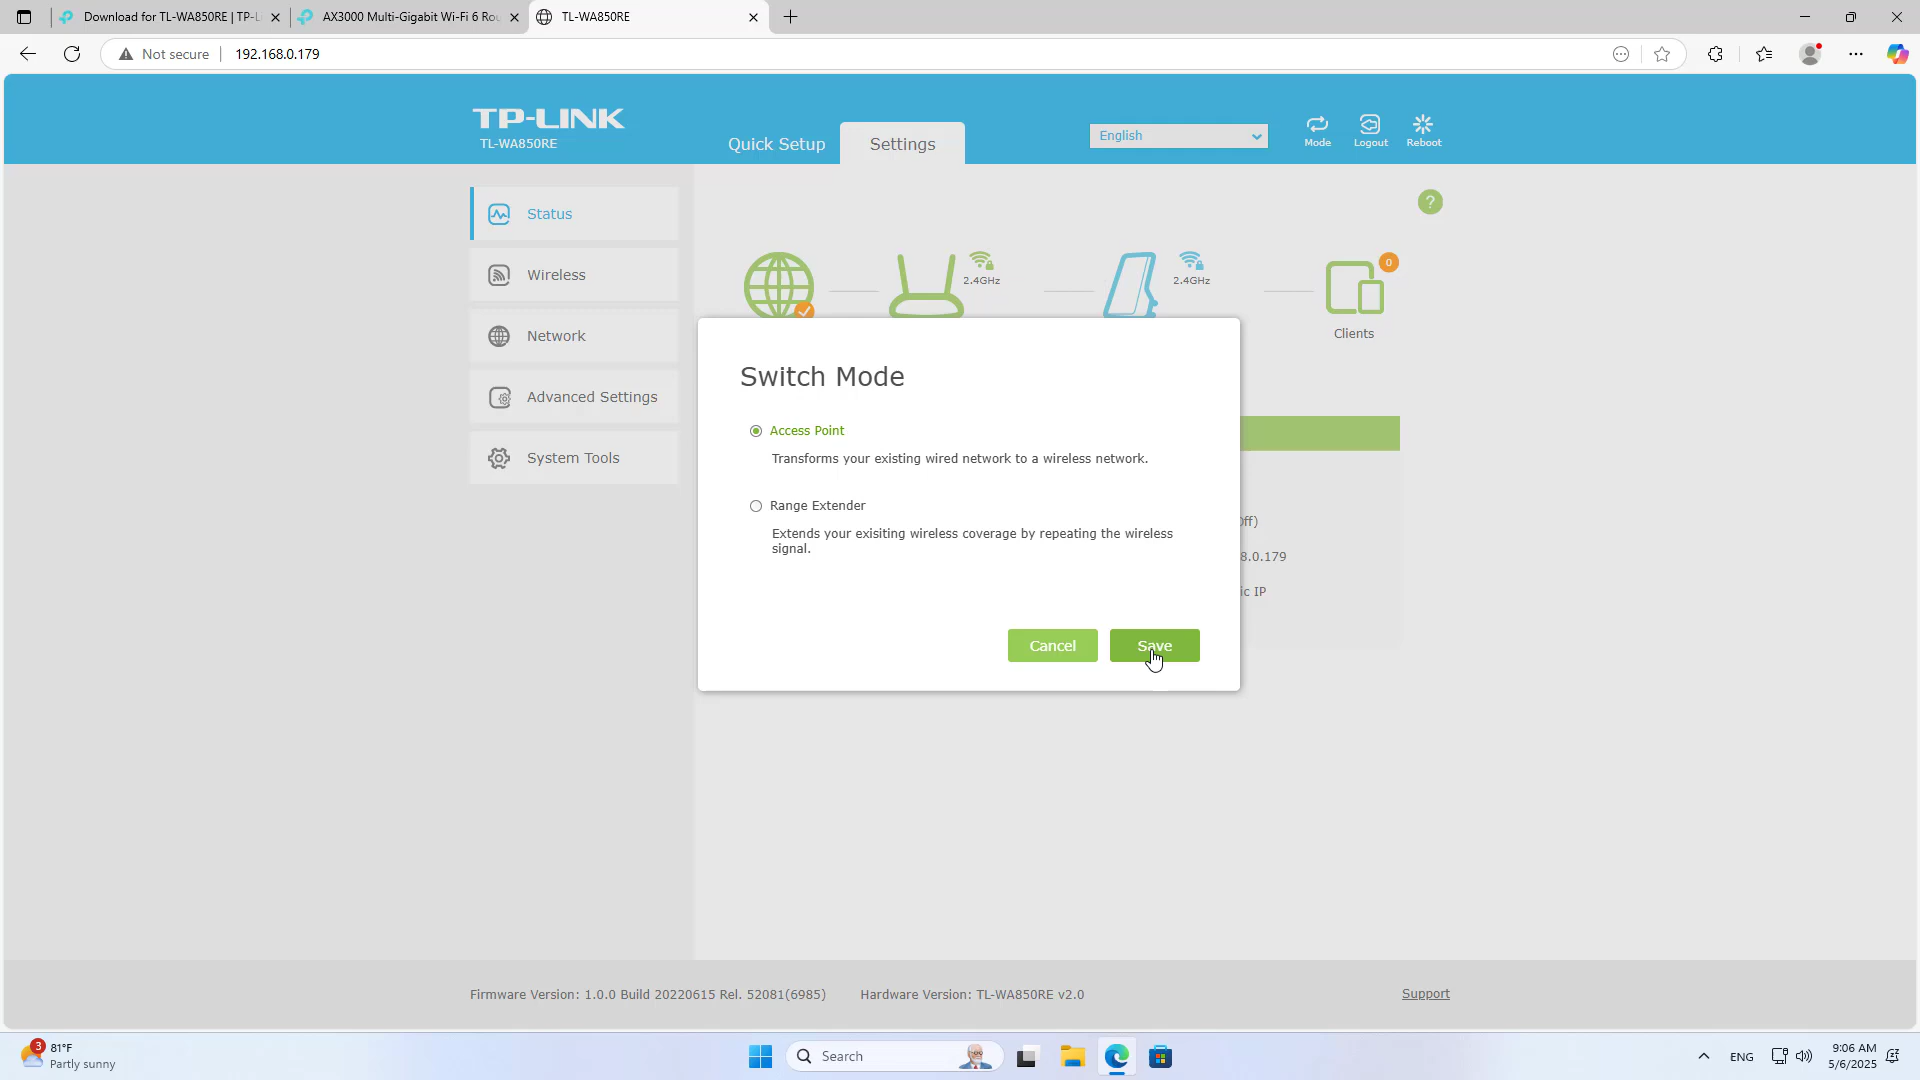 Download for TL-WA850RE | TP-Li
AX3000 Multi-Gigabit Wi-Fi 6 Rou
TL-WA850RE
Not secure
192.168.0.179
TP-LINK
TL-WA850RE
Quick Setup
Settings
English
Mode
Logout
Reboot
Status
Wireless
Network
Advanced Settings
System Tools
?
2.4GHz
2.4GHz
0
Clients
Switch Mode
Access Point
Transforms your existing wired network to a wireless network.
Range Extender
Extends your exisiting wireless coverage by repeating the wireless
signal.
Cancel
Save
Off)
8.0.179
ic IP
Firmware Version: 1.0.0 Build 20220615 Rel. 52081(6985)
Hardware Version: TL-WA850RE v2.0
Support
3
81°F
Partly sunny
Search
ENG
9:06 AM
5/6/2025